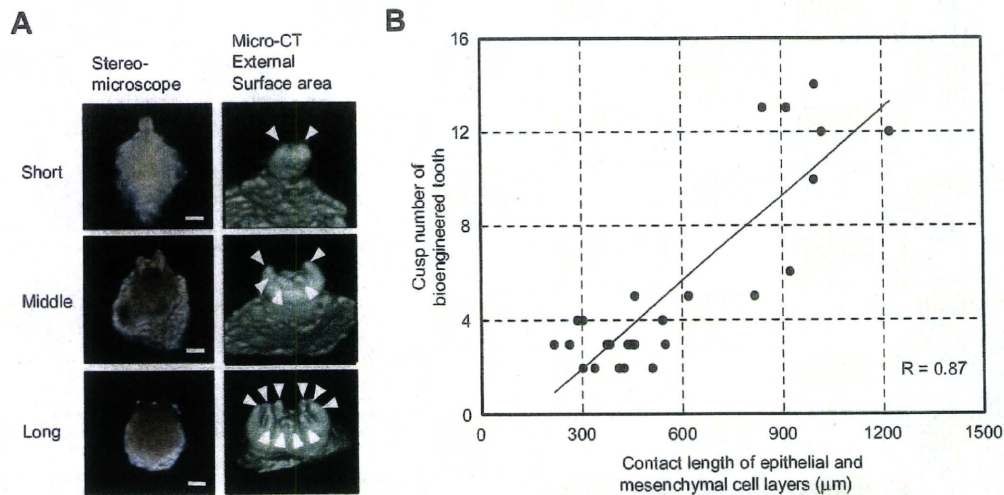 A
Stereo-
microscope
Micro-CT
External
Surface area
Short
Middle
Long
B
Cusp number of
bioengineered tooth
16
12
8
4
0
R = 0.87
0
300
600
900
1200
1500
Contact length of epithelial and
mesenchymal cell layers (µm)